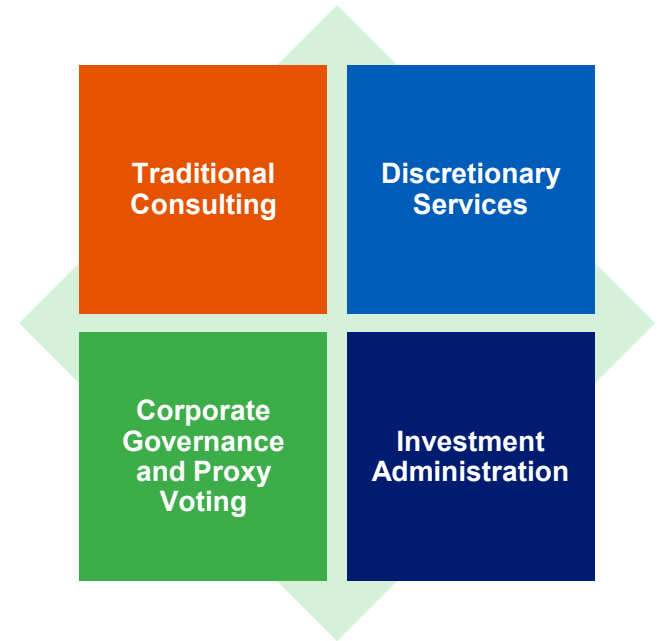 Traditional
Consulting
Discretionary
Services
Corporate
Governance
and Proxy
Voting
Investment
Administration